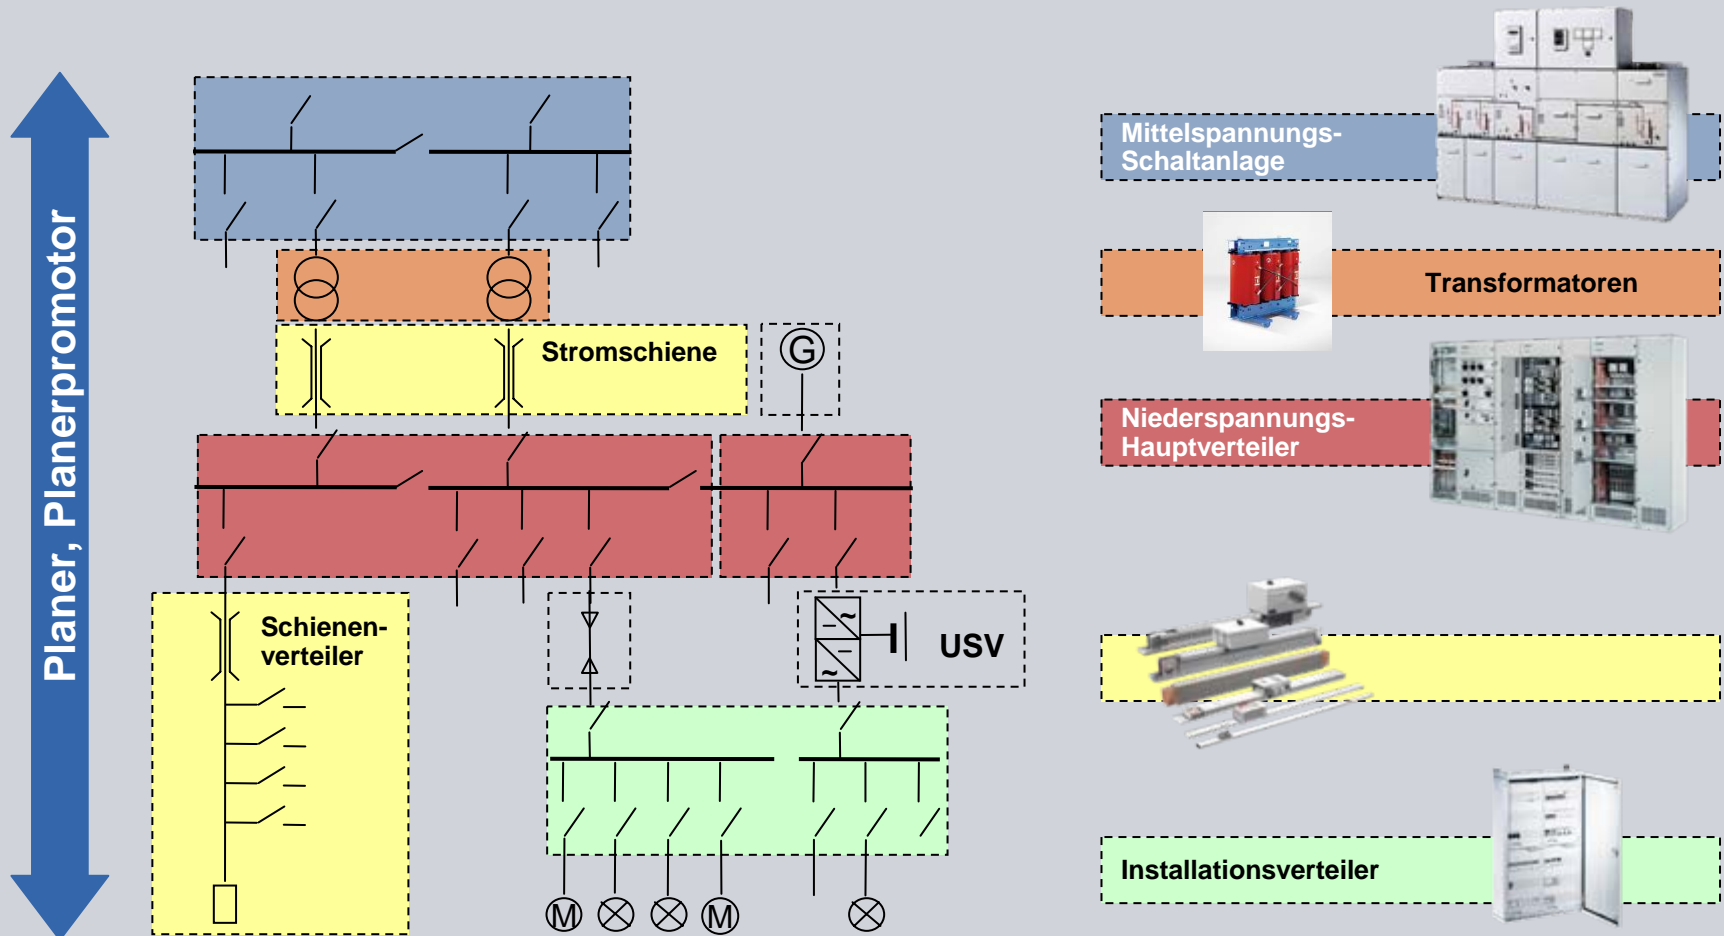 Planer, Planerpromotor
Mittelspannungs-
Schaltanlage
Transformatoren
Stromschiene
G
Niederspannungs-
Hauptverteiler
Schienen-
verteiler
USV
Installationsverteiler
M
M